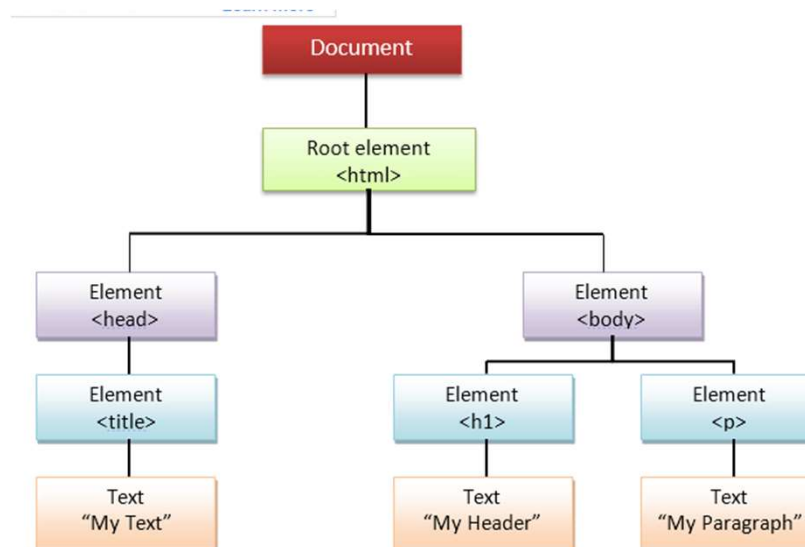 Document
Root element
<html>
Element
<head>
Element
<body>
Element
<title>
Element
<h1>
Element
<p>
Text
“My Text”
Text
“My Header”
Text
“My Paragraph”